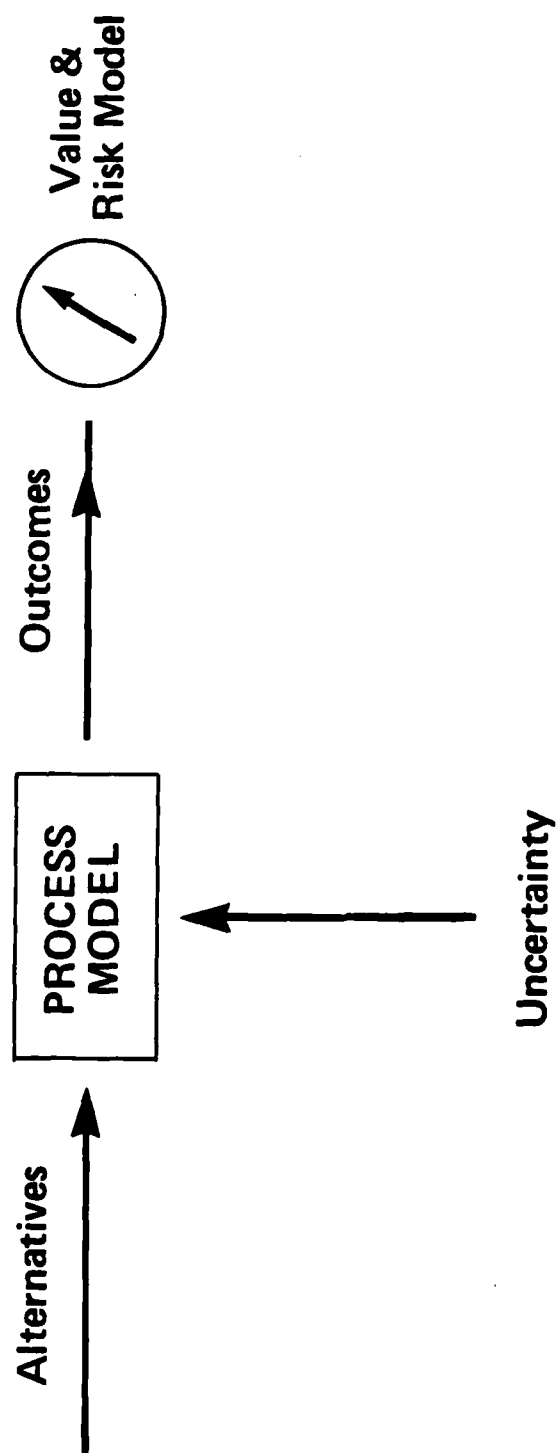 Alternatives
PROCESS
MODEL
Outcomes
Value &
Risk Model
Uncertainty